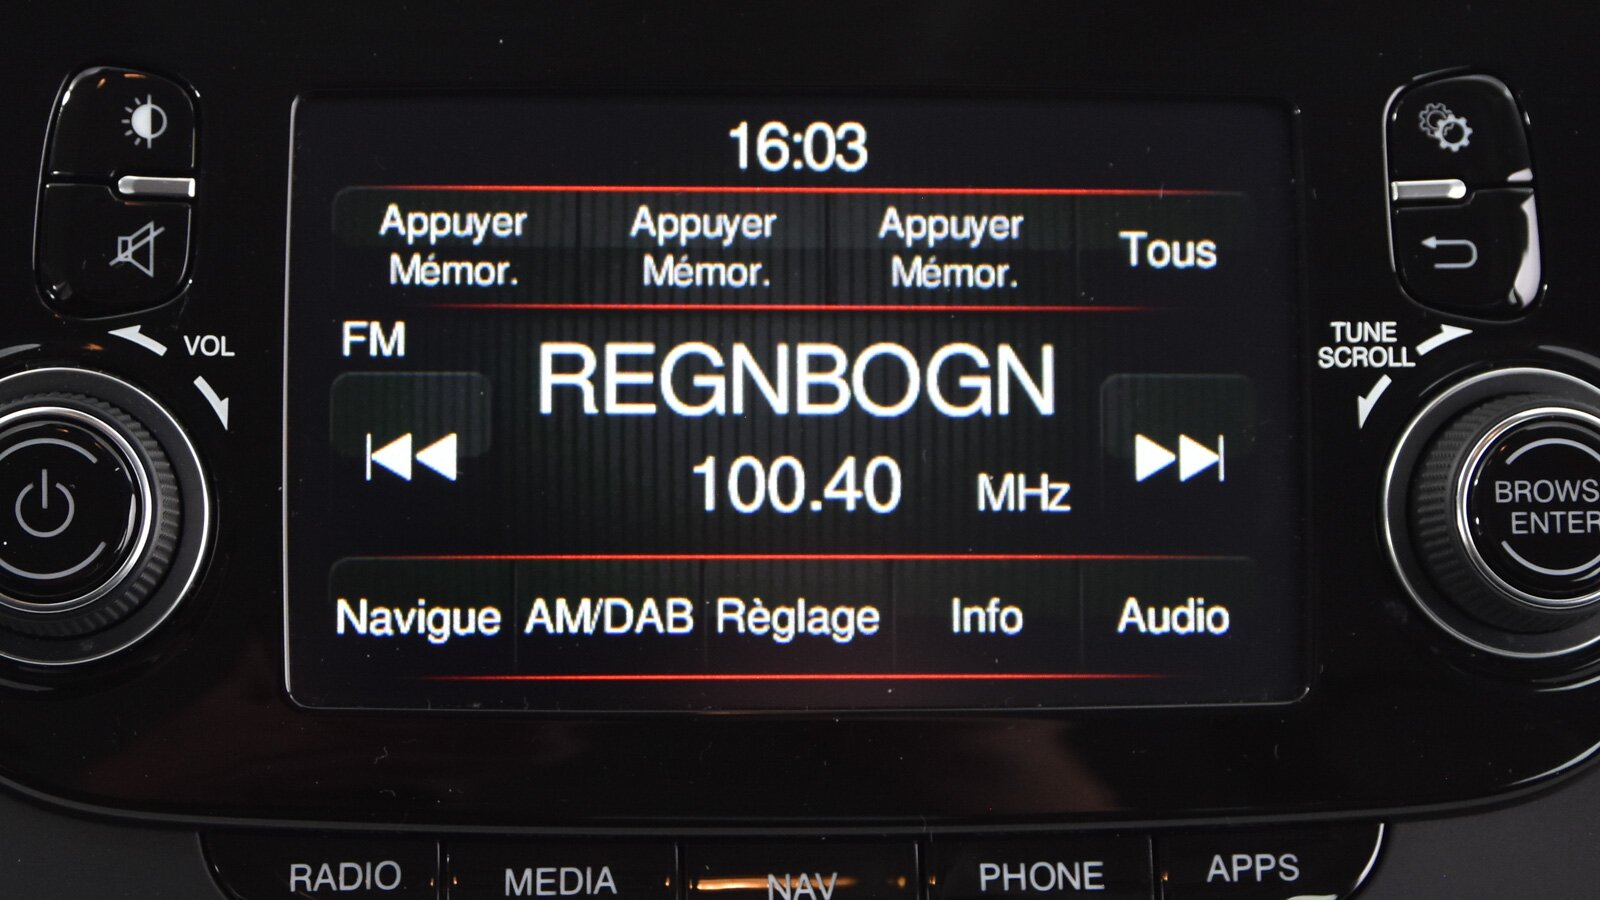 16:03
Appuyer Mémor.
Appuyer Mémor.
Appuyer Mémor.
Tous
VOL
FM
REGNBOGN
TUNE
SCROLL
100.40 MHz
BROWS
ENTER
Navigue AM/DAB Règlage Info Audio
RADIO MEDIA NAV PHONE APPS